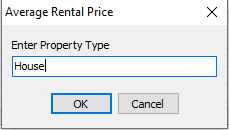 Average Rental Price
Enter Property Type
House
OK Cancel